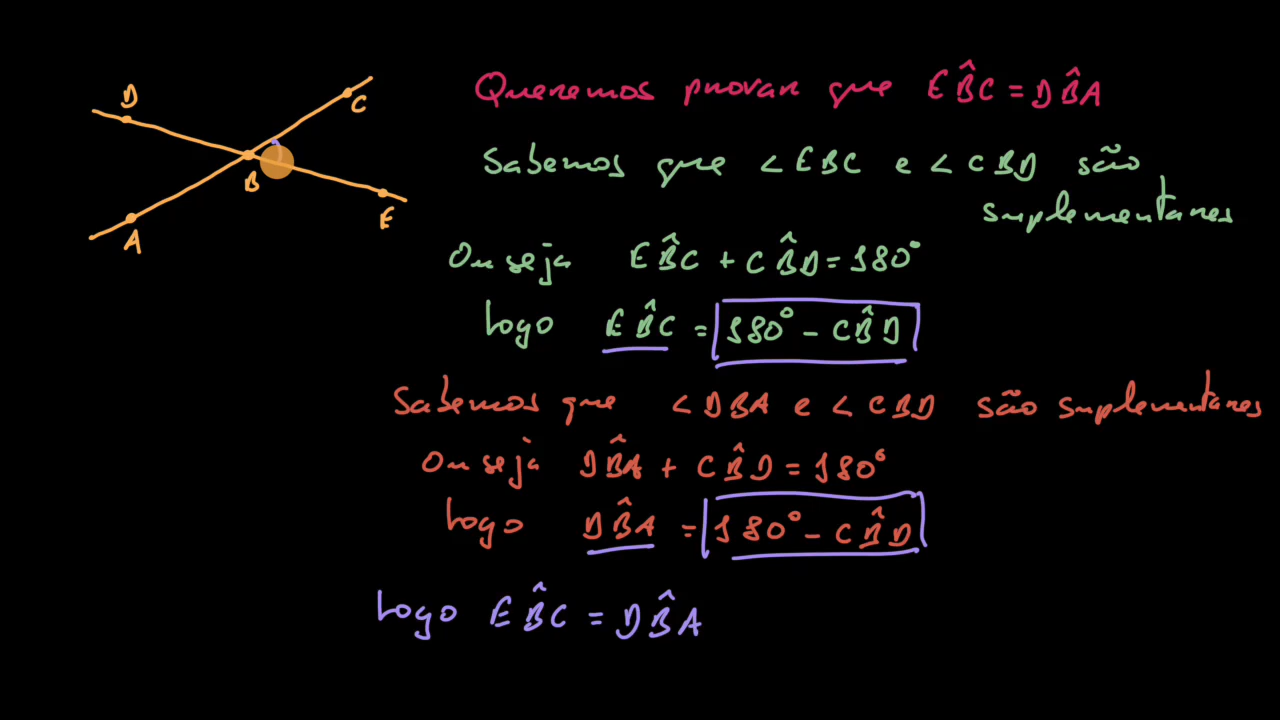 D
C
B
E
A
Queremos provar que EB̂C = DB̂A
Sabemos que ∠EBC e ∠CBD são
suplementares
Ou seja EB̂C + CB̂D = 180°
Logo EB̂C = 180° - CB̂D
Sabemos que ∠DBA e ∠CBD são suplementares
Ou seja DB̂A + CB̂D = 180°
Logo DB̂A = 180° - CB̂D
Logo EB̂C = DB̂A